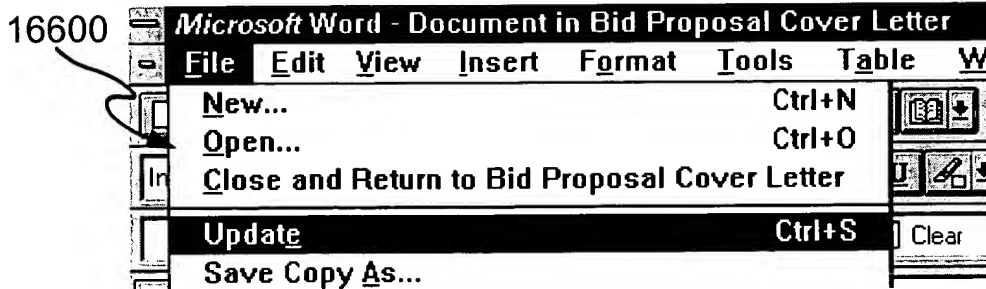 16600
Microsoft Word - Document in Bid Proposal Cover Letter
File Edit View Insert Format Tools Table W
New... Ctrl+N
Open... Ctrl+O
In
Close and Return to Bid Proposal Cover Letter U
Update Ctrl+S Clear
Save Copy As...